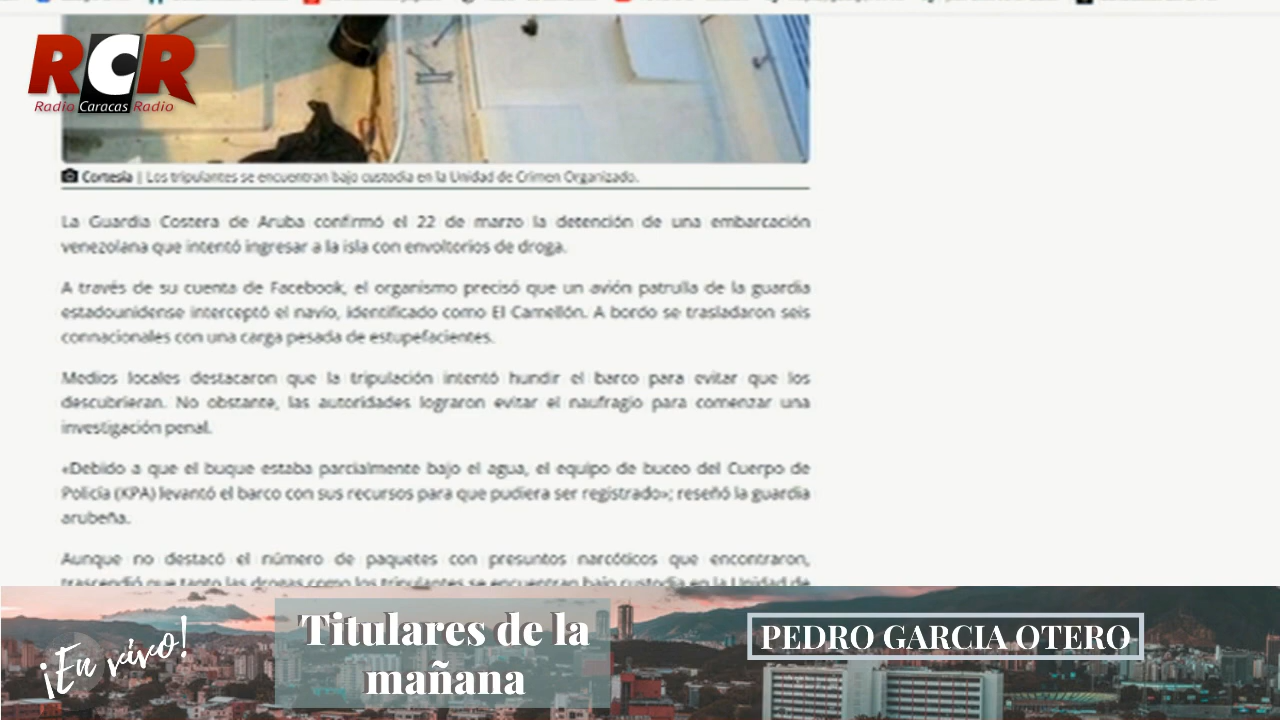 RCR
Radio Caracas Radio
Cortesía | Los tripulantes se encuentran bajo custodia en la Unidad de Crimen Organizado.
La Guardia Costera de Aruba confirmó el 22 de marzo la detención de una embarcación
venezolana que intentó ingresar a la isla con envoltorios de droga.
A través de su cuenta de Facebook, el organismo precisó que un avión patrulla de la guardia
estadounidense interceptó el navío, identificado como El Camellón. A bordo se trasladaron seis
connacionales con una carga pesada de estupefacientes.
Medios locales destacaron que la tripulación intentó hundir el barco para evitar que los
descubrieran. No obstante, las autoridades lograron evitar el naufragio para comenzar una
investigación penal.
«Debido a que el buque estaba parcialmente bajo el agua, el equipo de buceo del Cuerpo de
Policía (KPA) levantó el barco con sus recursos para que pudiera ser registrado»; reseñó la guardia
arubeña.
Aunque no destacó el número de paquetes con presuntos narcóticos que encontraron,
trascendió que tanto las drogas como los tripulantes se encuentran bajo custodia en la Unidad de
¡En vivo!
Titulares de la
mañana
PEDRO GARCIA OTERO